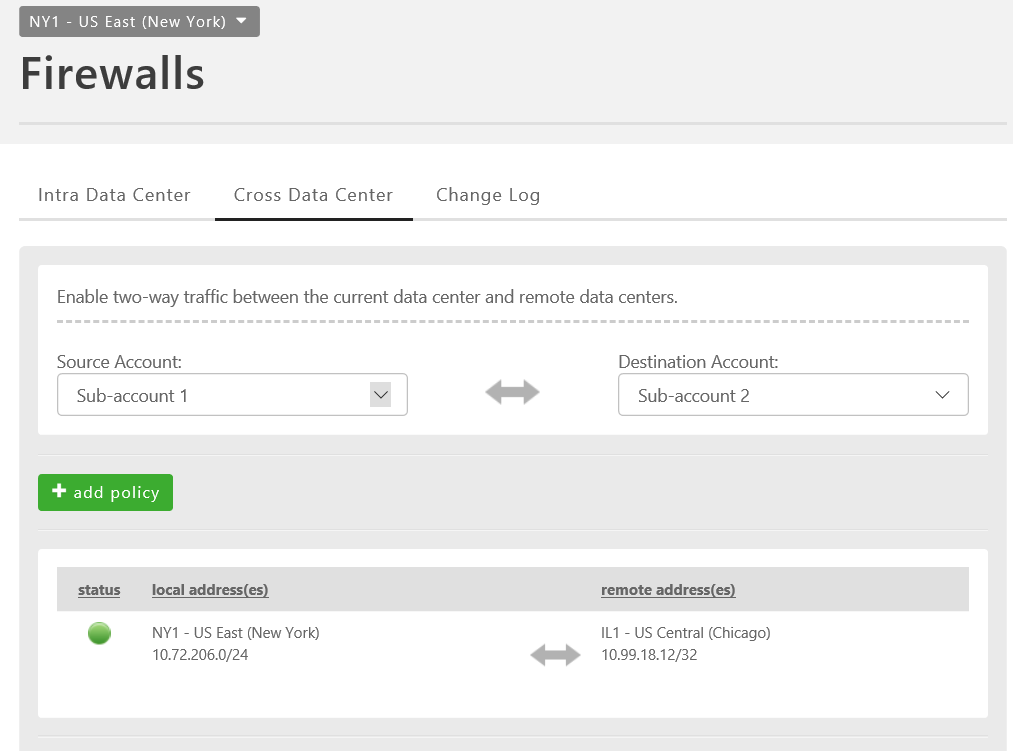 NY1 - US East (New York)
Firewalls
Intra Data Center Cross Data Center Change Log
Enable two-way traffic between the current data center and remote data centers.
Source Account: Destination Account:
Sub-account 1 Sub-account 2
add policy
status local address(es) remote address(es)
NY1 - US East (New York) IL1 - US Central (Chicago)
10.72.206.0/24 10.99.18.12/32